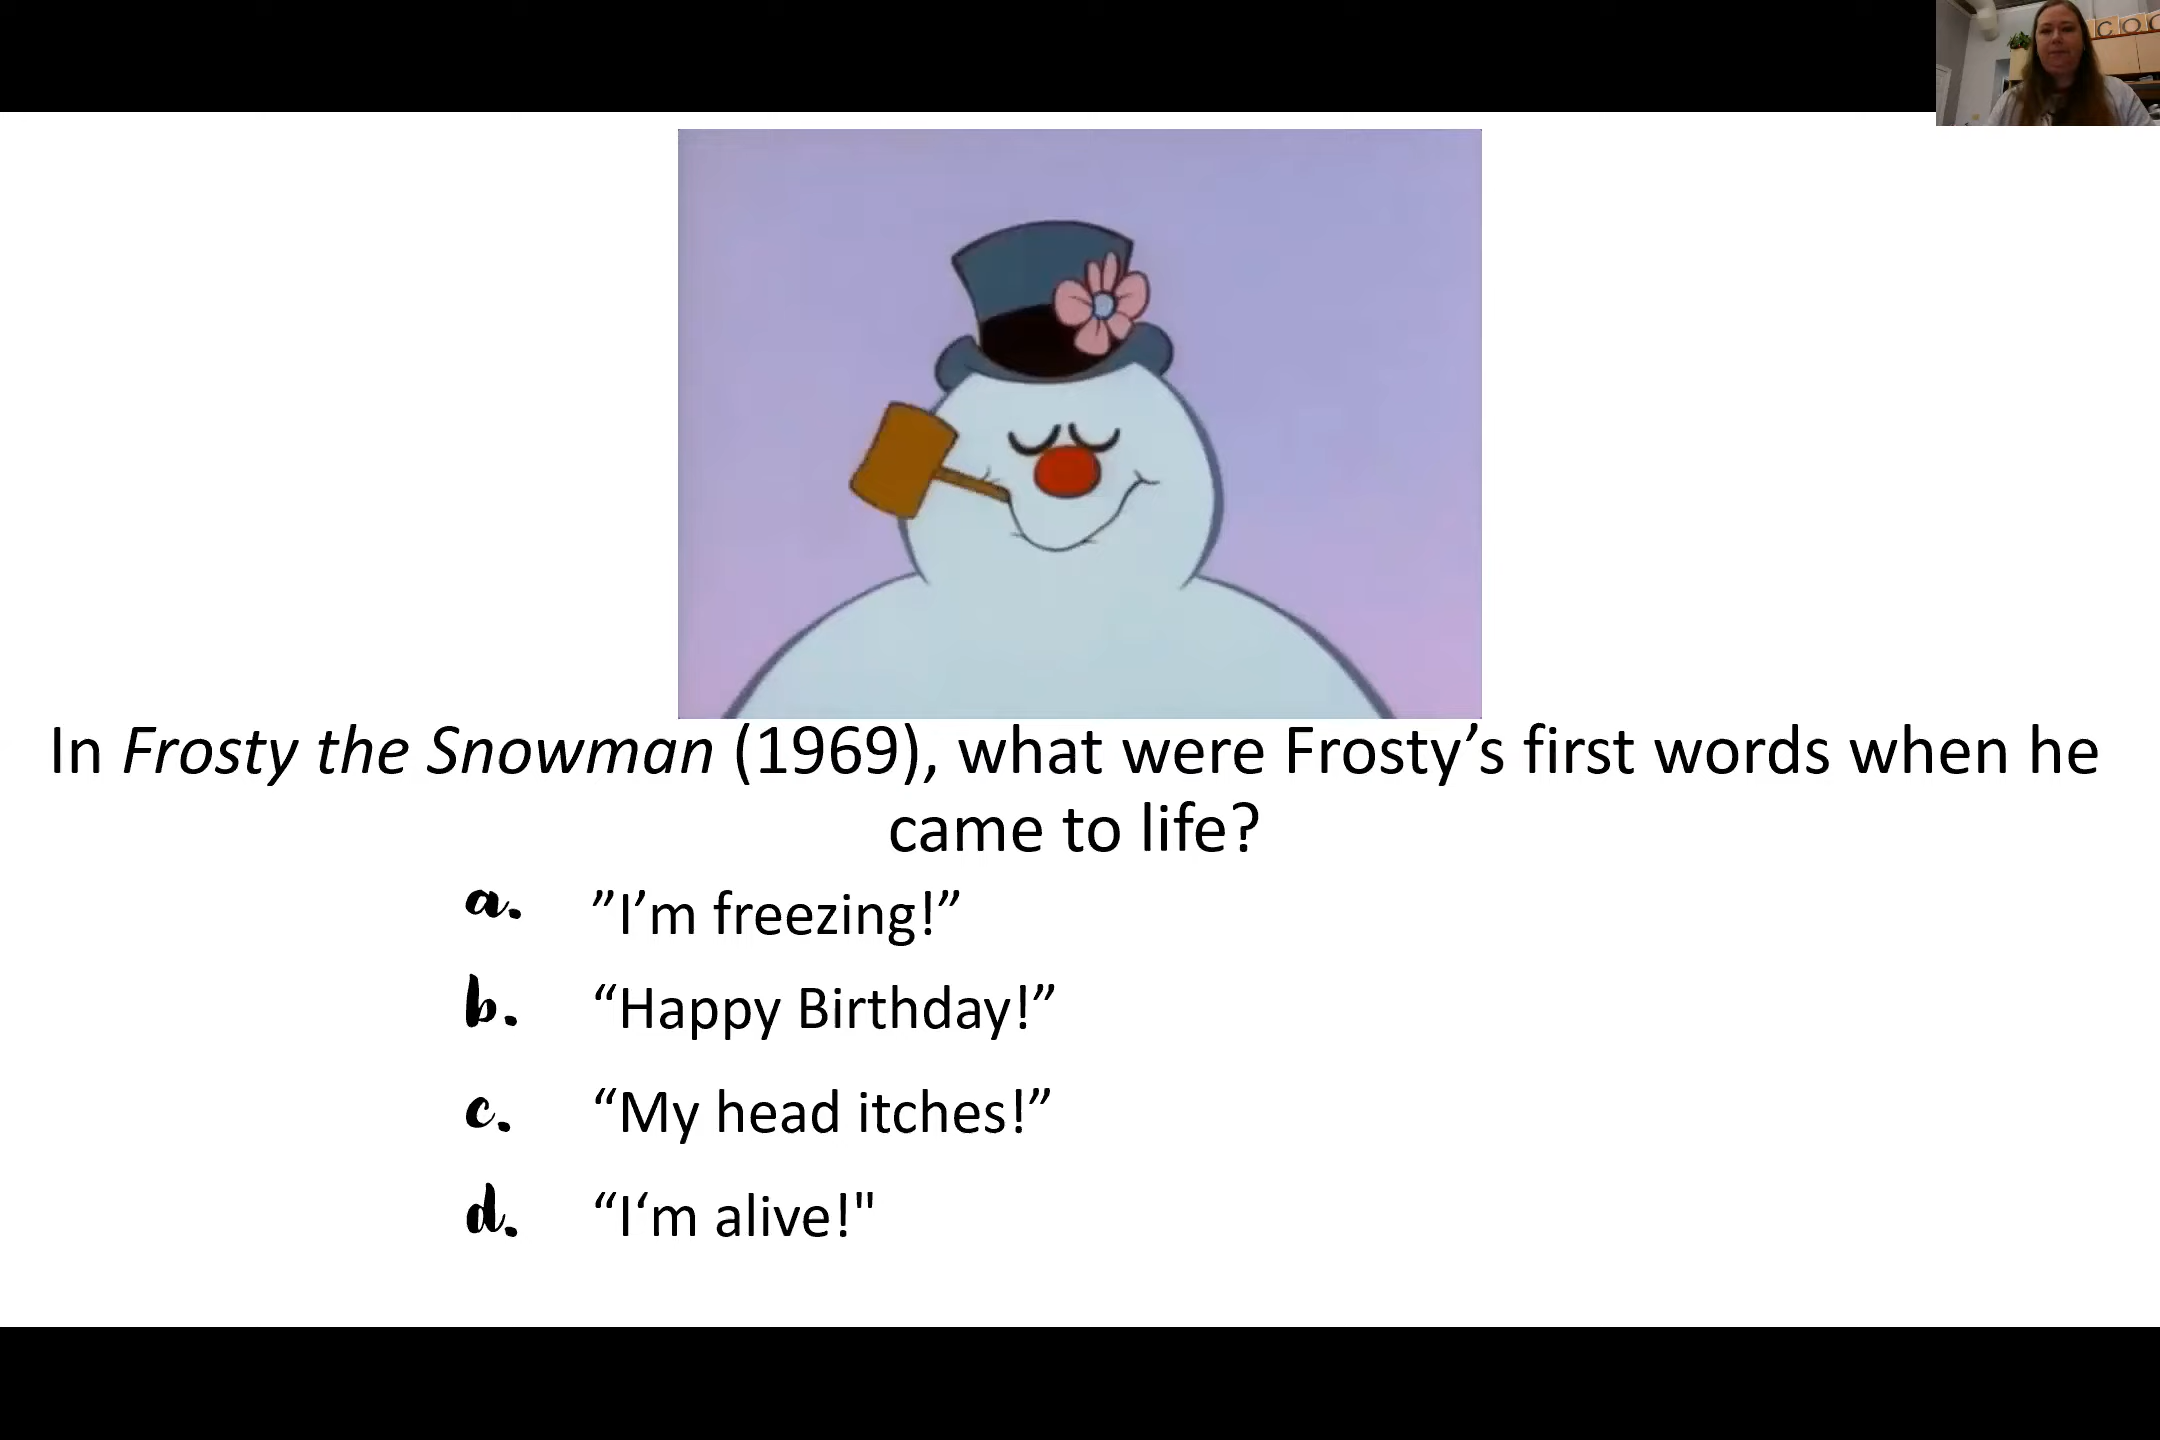 COO
In Frosty the Snowman (1969), what were Frosty’s first words when he
came to life?
a. ”I’m freezing!”
b. “Happy Birthday!”
c. “My head itches!”
d. “I‘m alive!"